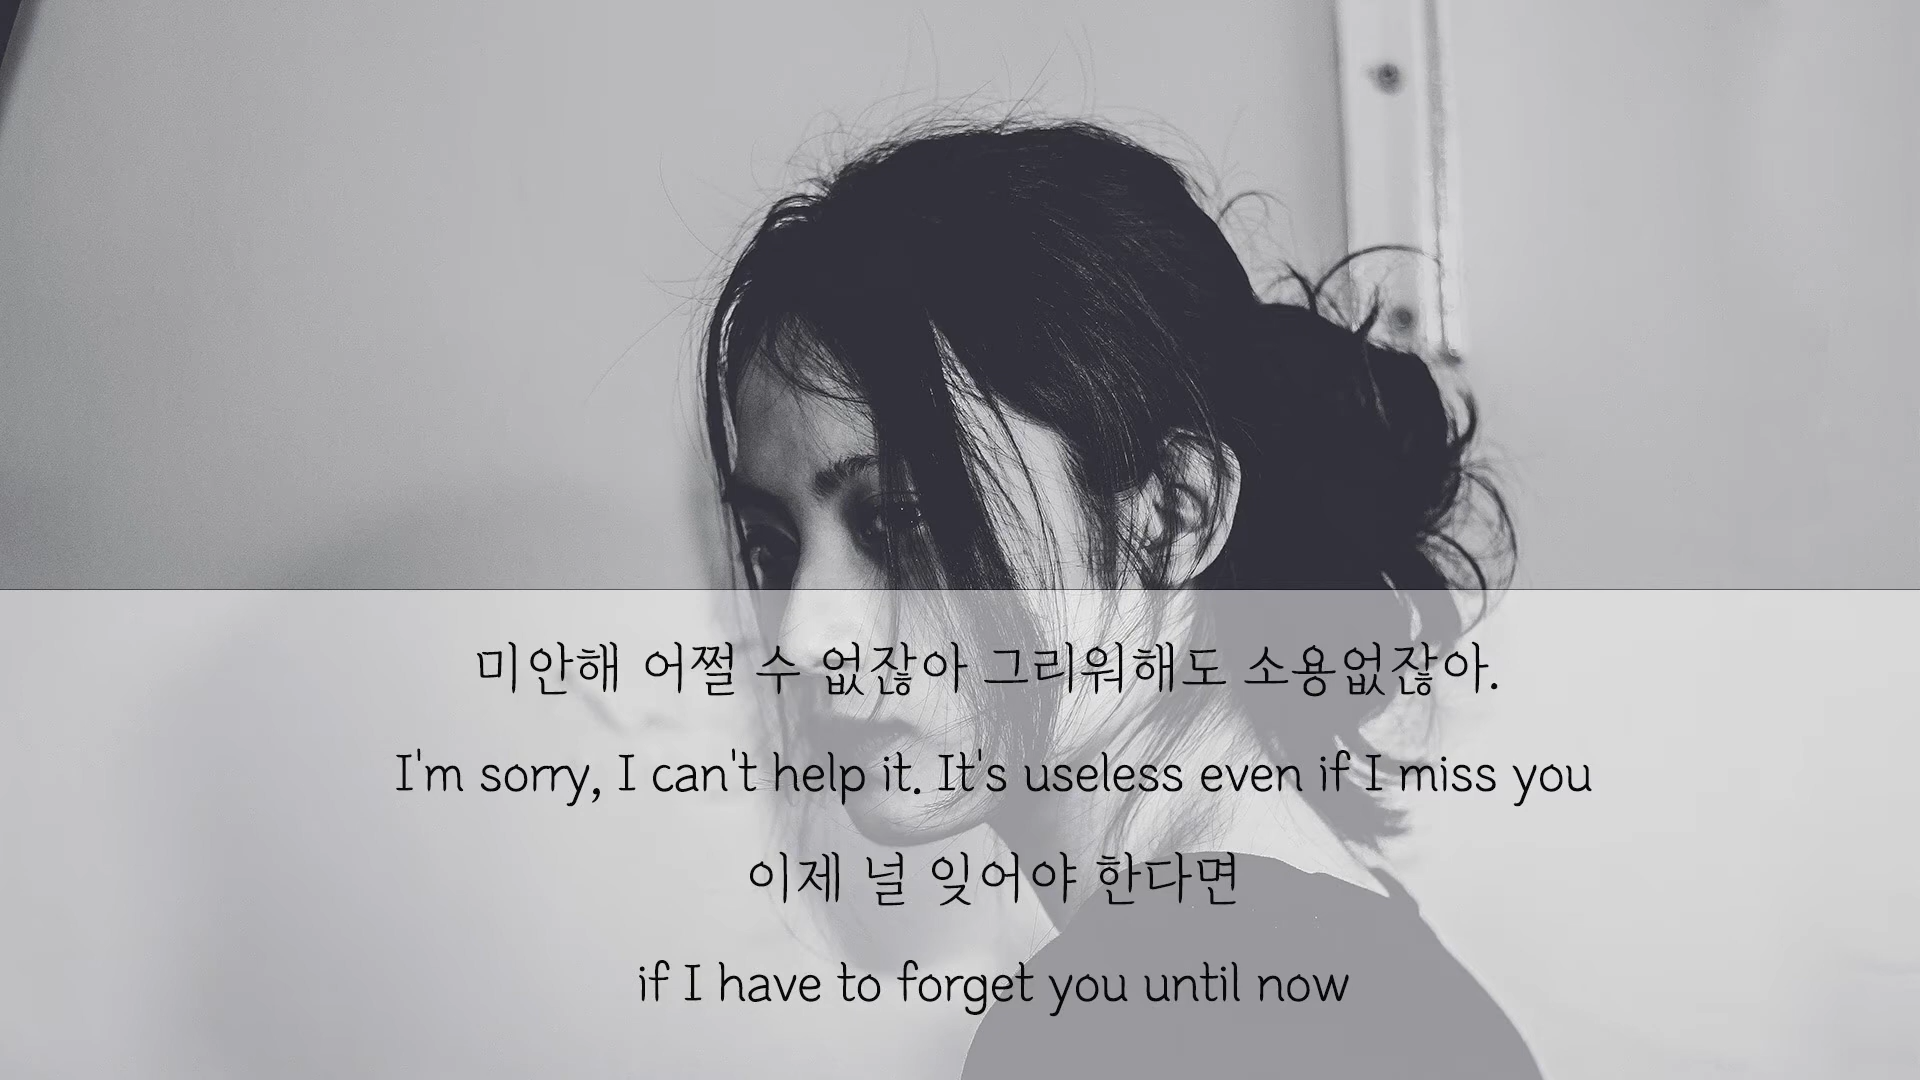 미안해 어쩔 수 없잖아 그리워해도 소용없잖아.
I'm sorry, I can't help it. It's useless even if I miss you
이제 널 잊어야 한다면
if I have to forget you until now